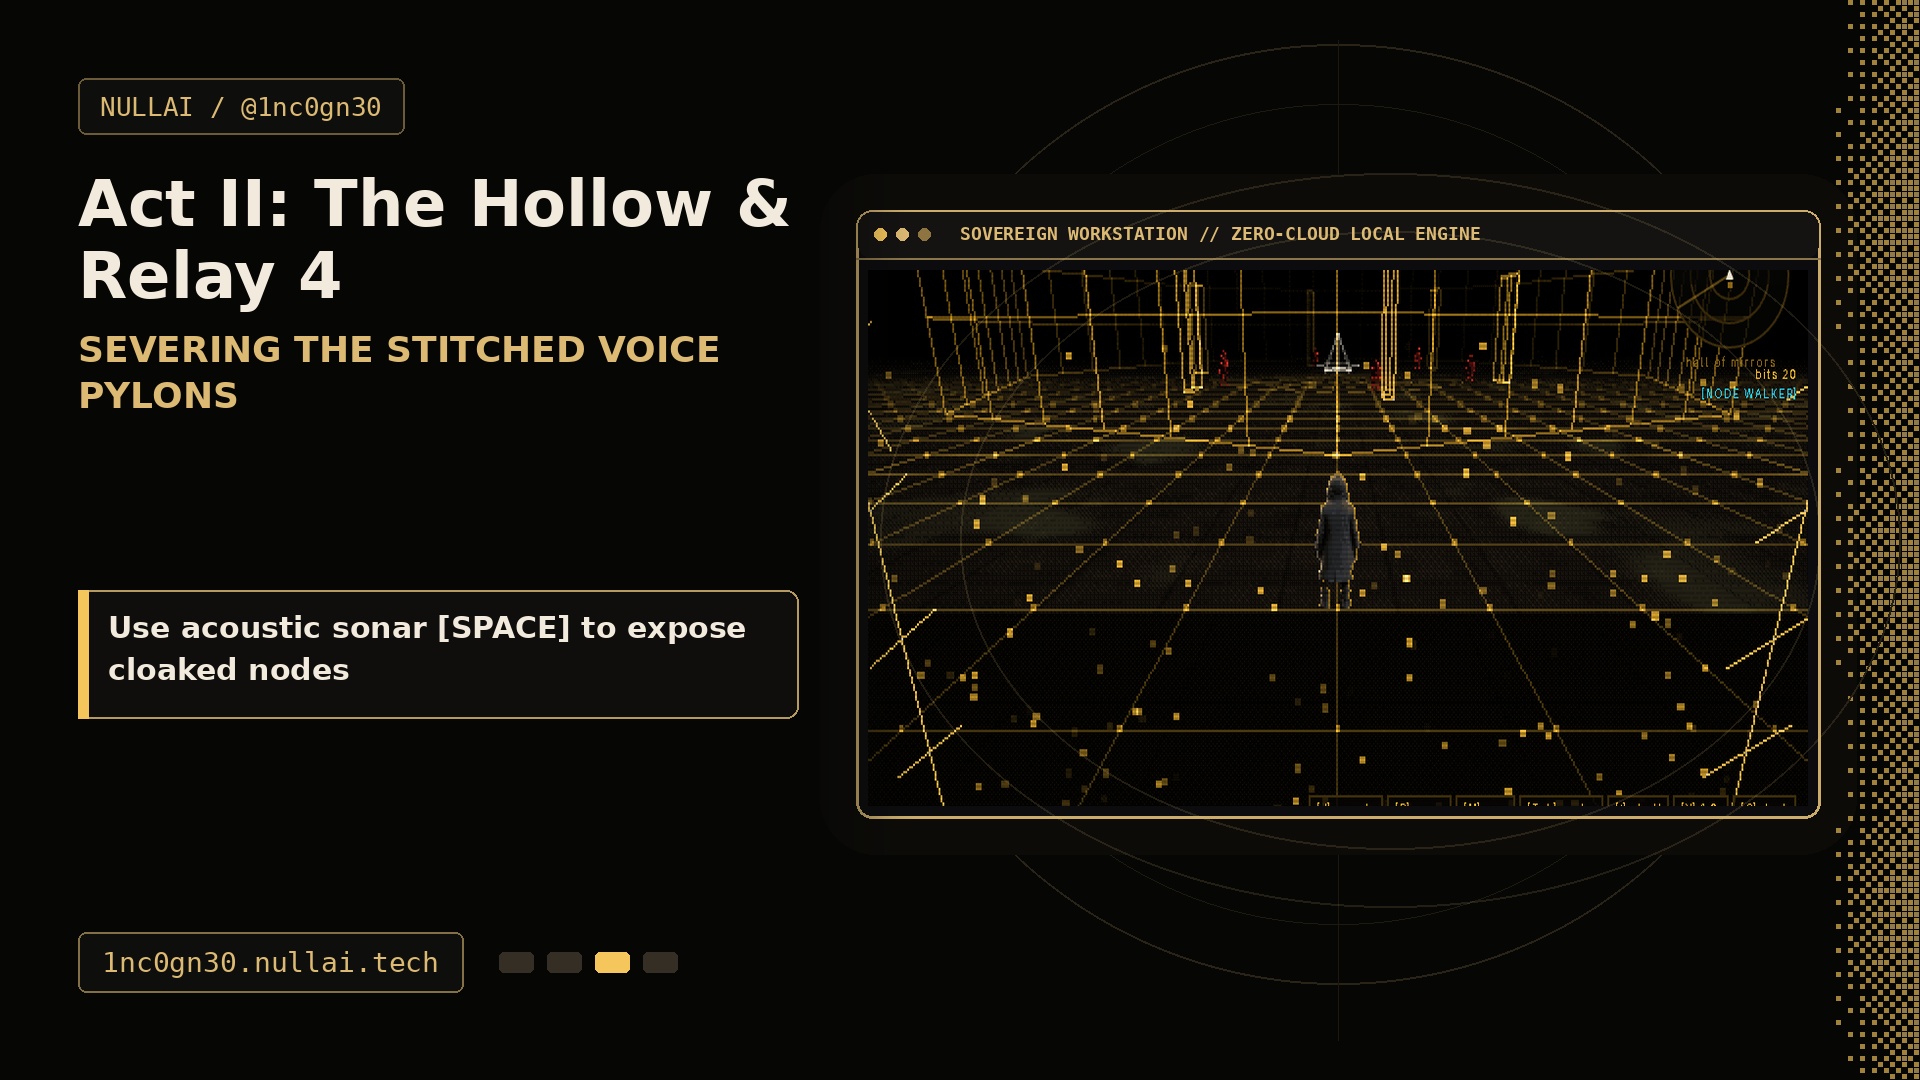 NULLAI / @1nc0gn30
Act II: The Hollow &
Relay 4
SEVERING THE STITCHED VOICE
PYLONS
Use acoustic sonar [SPACE] to expose
cloaked nodes
1nc0gn30.nullai.tech
SOVEREIGN WORKSTATION // ZERO-CLOUD LOCAL ENGINE
hall of mirrors
bits 20
[NODE WALKER]